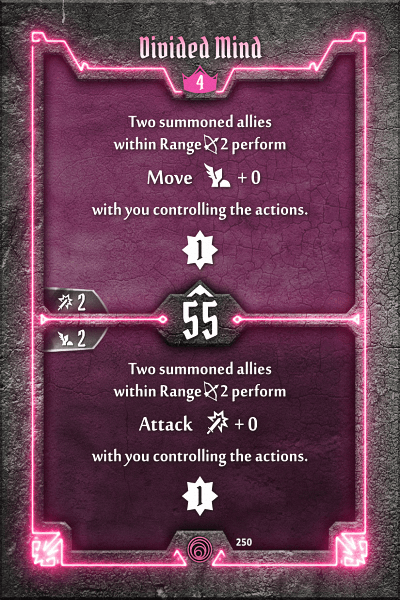 Divided Mind
4
Two summoned allies
within Range 2 perform
Move + 0
with you controlling the actions.
1
2
55
2
Two summoned allies
within Range 2 perform
Attack + 0
with you controlling the actions.
1
250